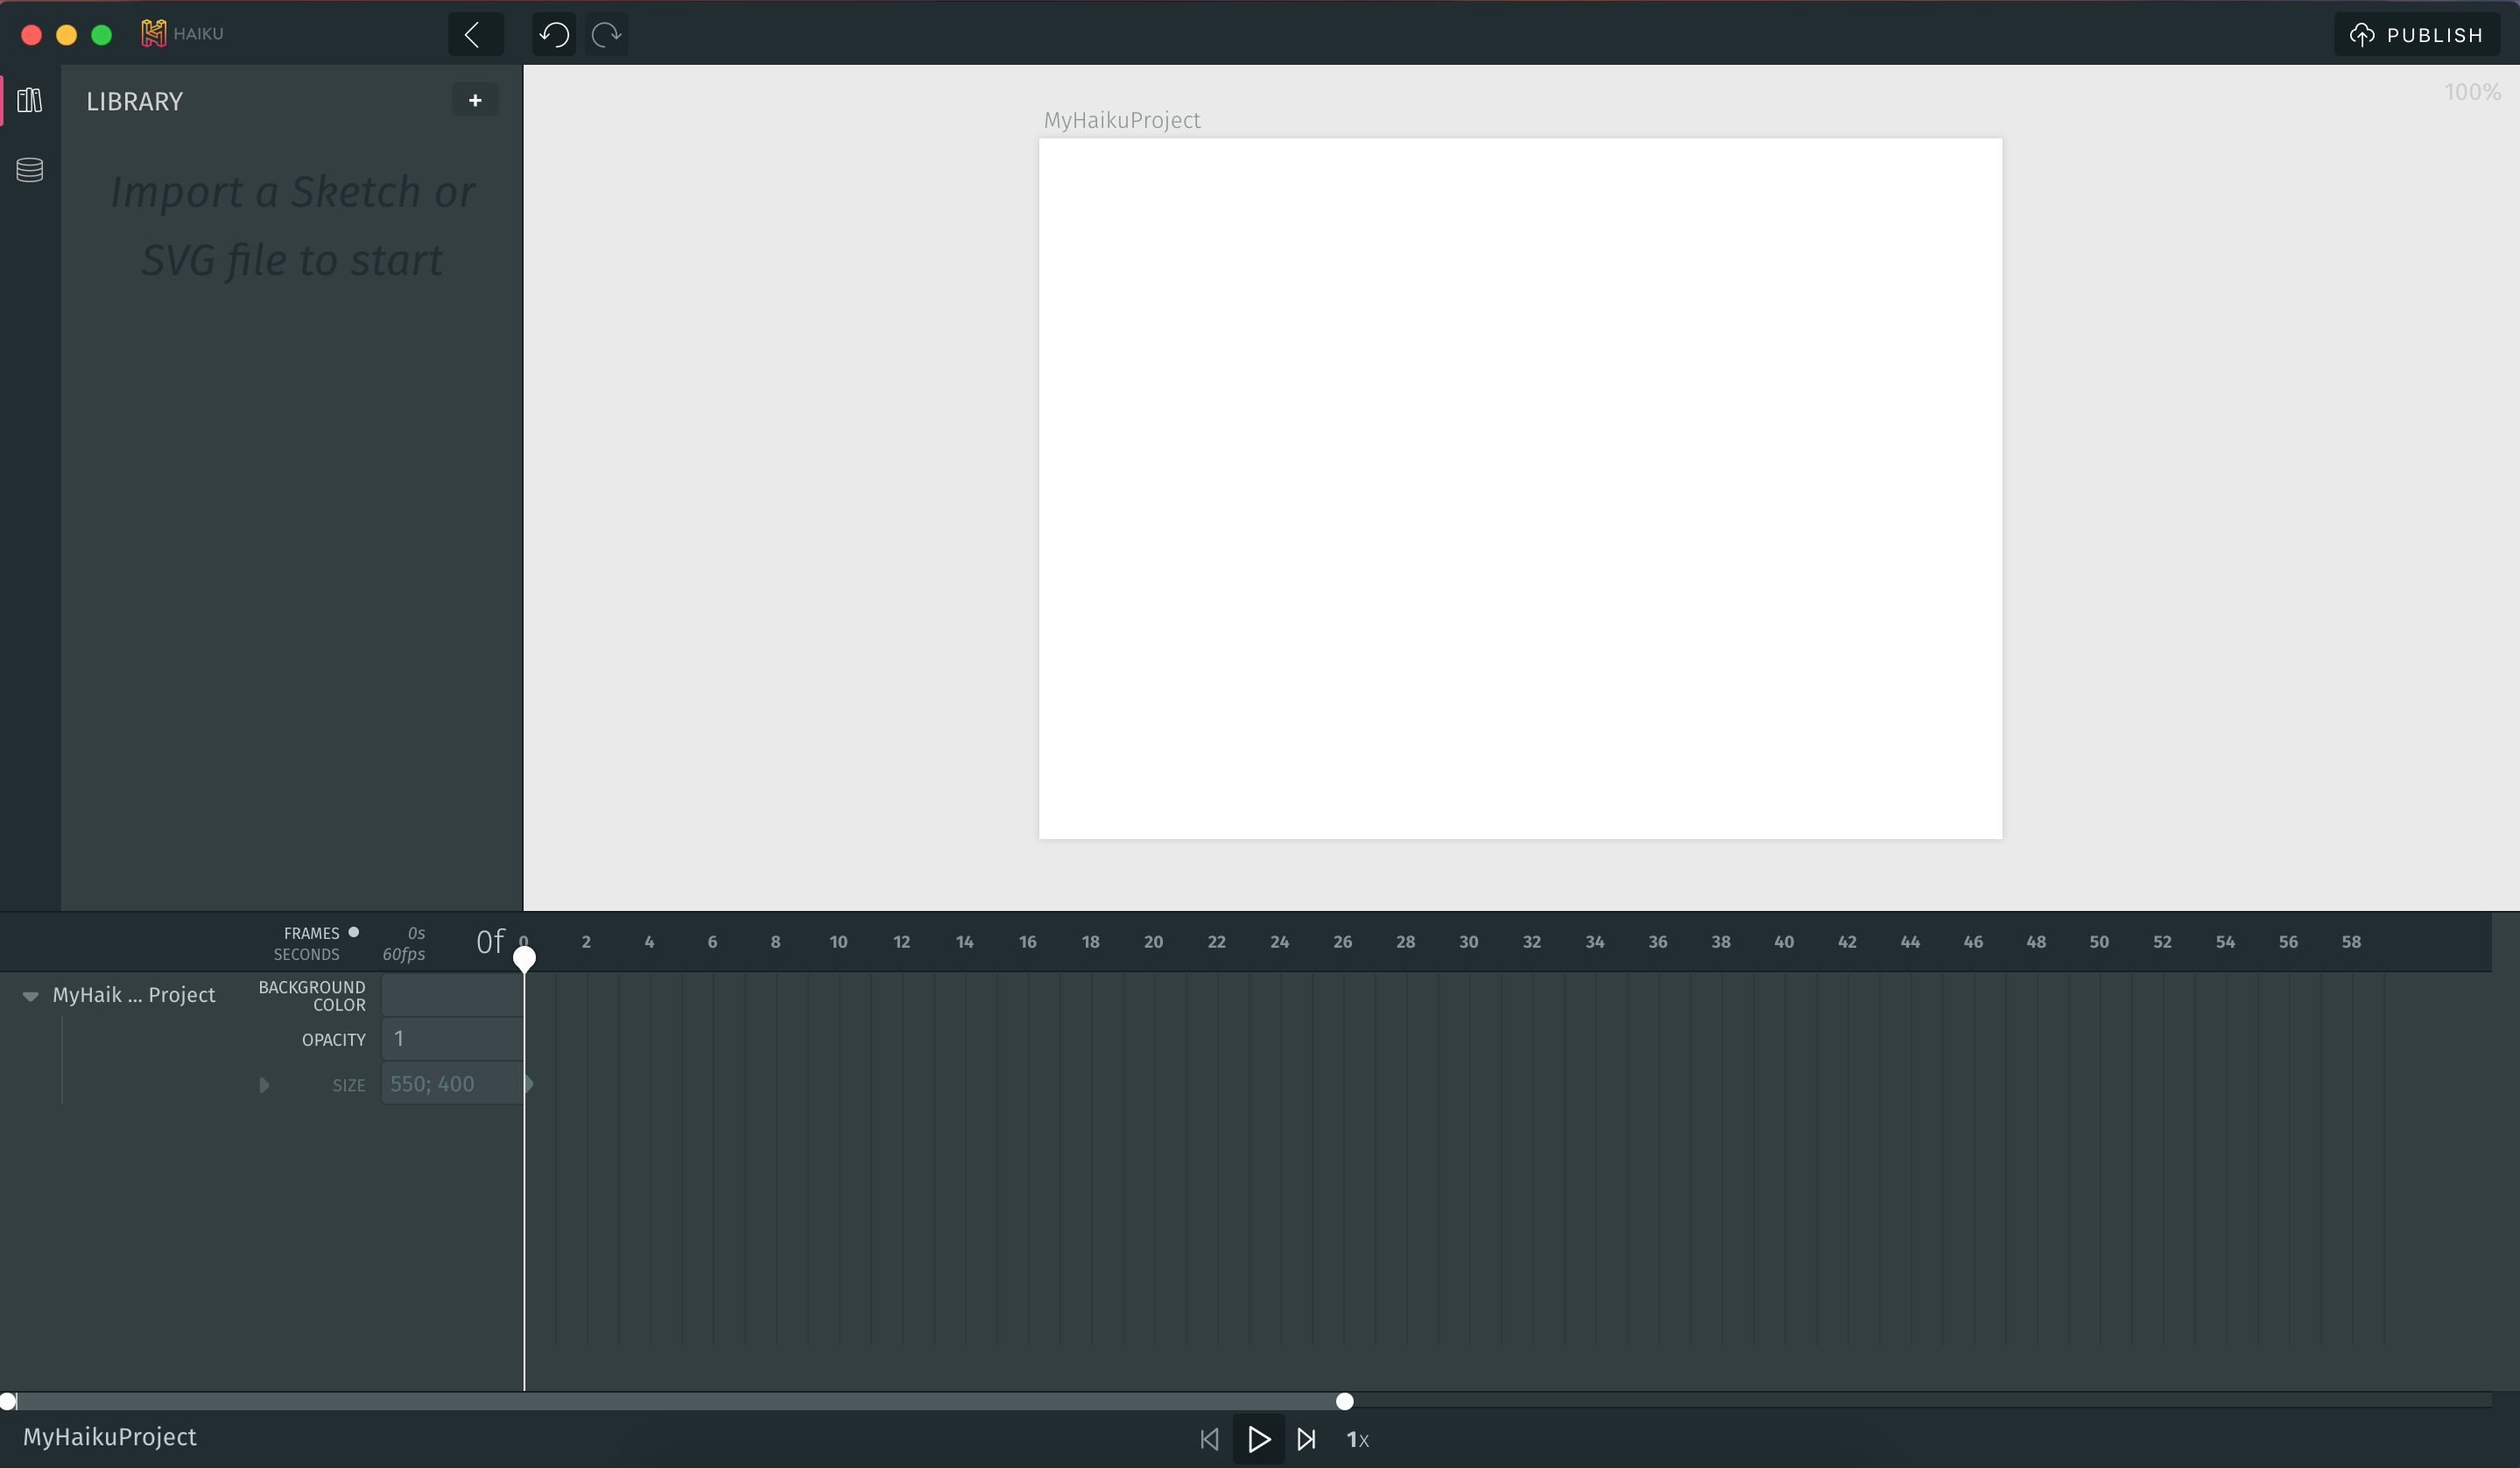 HAIKU
PUBLISH
LIBRARY
+
100%
MyHaikuProject
Import a Sketch or
SVG file to start
FRAMES 0s
SECONDS 60fps
0f 0 2 4 6 8 10 12 14 16 18 20 22 24 26 28 30 32 34 36 38 40 42 44 46 48 50 52 54 56 58
MyHaik ... Project
BACKGROUND
COLOR
OPACITY 1
SIZE 550; 400
MyHaikuProject
1x